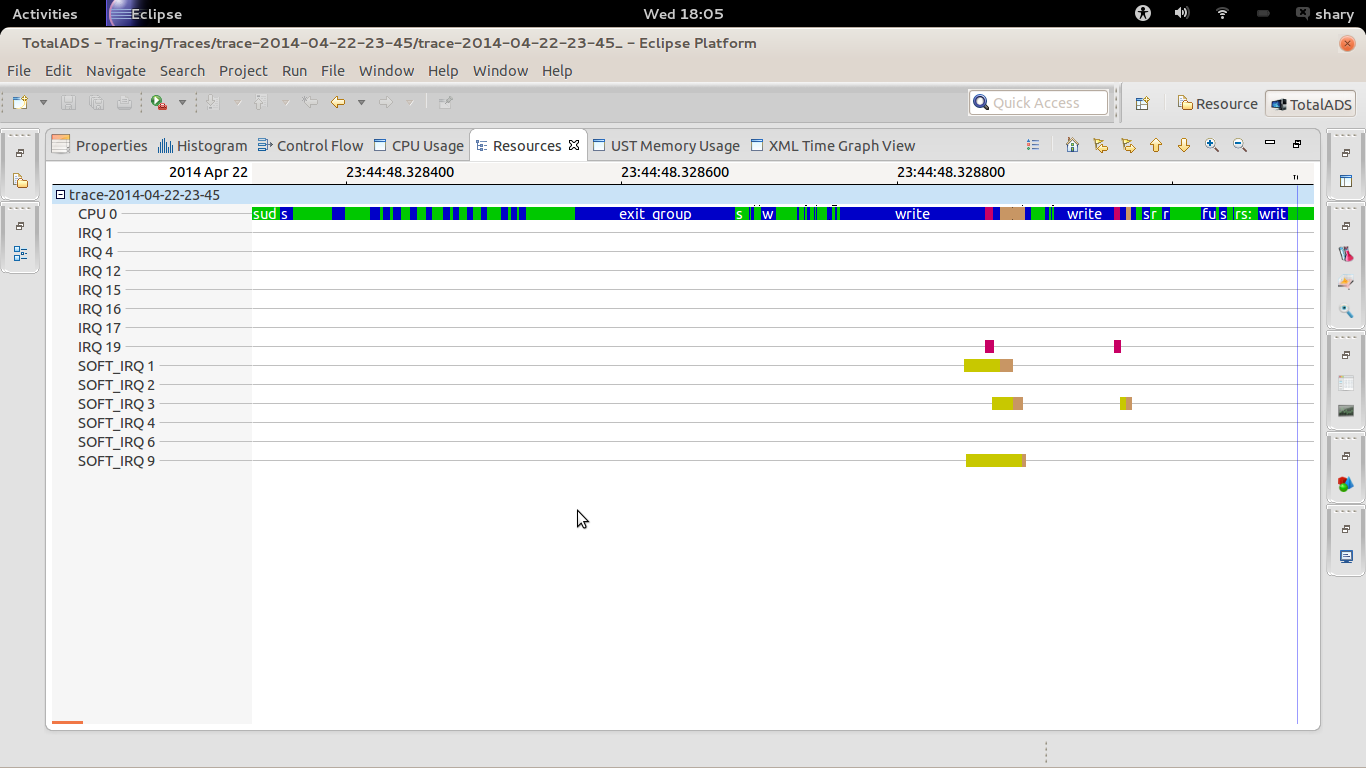 Activities Eclipse Wed 18:05 shary
TotalADS - Tracing/Traces/trace-2014-04-22-23-45/trace-2014-04-22-23-45_ - Eclipse Platform
File Edit Navigate Search Project Run File Window Help Window Help
Quick Access Resource TotalADS
Properties Histogram Control Flow CPU Usage Resources UST Memory Usage XML Time Graph View
2014 Apr 22 23:44:48.328400 23:44:48.328600 23:44:48.328800
trace-2014-04-22-23-45
CPU 0 sud s exit_group s w write write sr r fu s rs: writ
IRQ 1
IRQ 4
IRQ 12
IRQ 15
IRQ 16
IRQ 17
IRQ 19
SOFT_IRQ 1
SOFT_IRQ 2
SOFT_IRQ 3
SOFT_IRQ 4
SOFT_IRQ 6
SOFT_IRQ 9